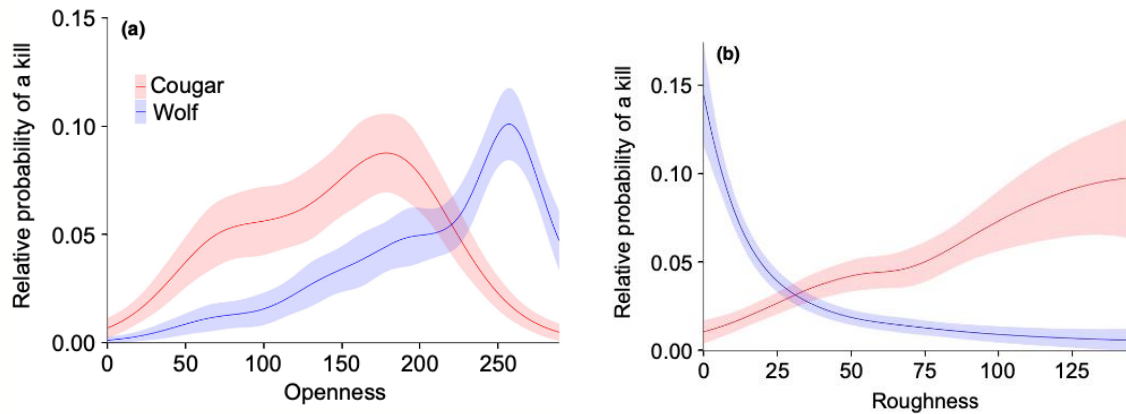 (a)
Relative probability of a kill
0.15
0.10
0.05
0.00
Cougar
Wolf
0 50 100 150 200 250
Openness
(b)
Relative probability of a kill
0.15
0.10
0.05
0.00
0 25 50 75 100 125
Roughness